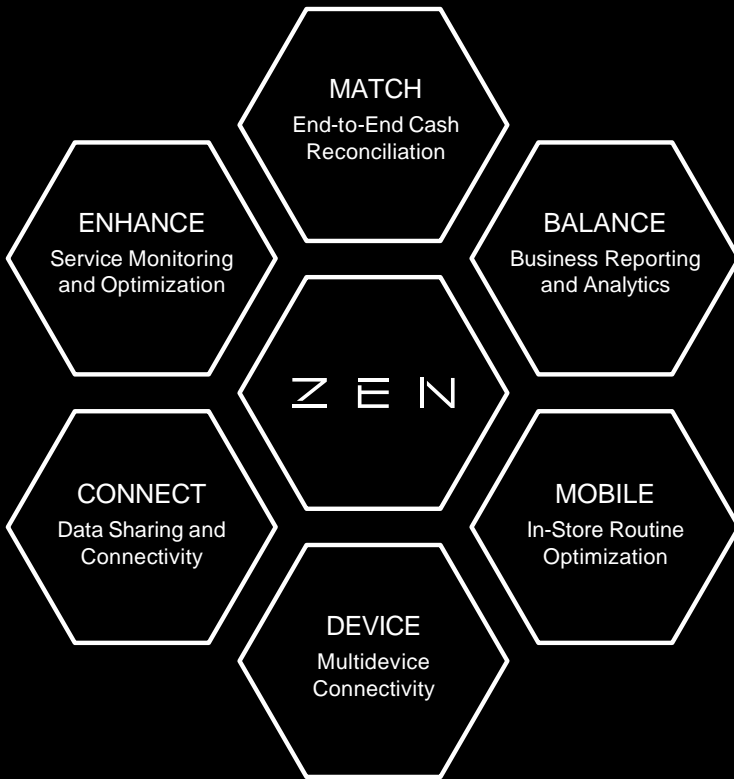 MATCH
End-to-End Cash
Reconciliation
ENHANCE
Service Monitoring
and Optimization
BALANCE
Business Reporting
and Analytics
ZEN
CONNECT
Data Sharing and
Connectivity
MOBILE
In-Store Routine
Optimization
DEVICE
Multidevice
Connectivity